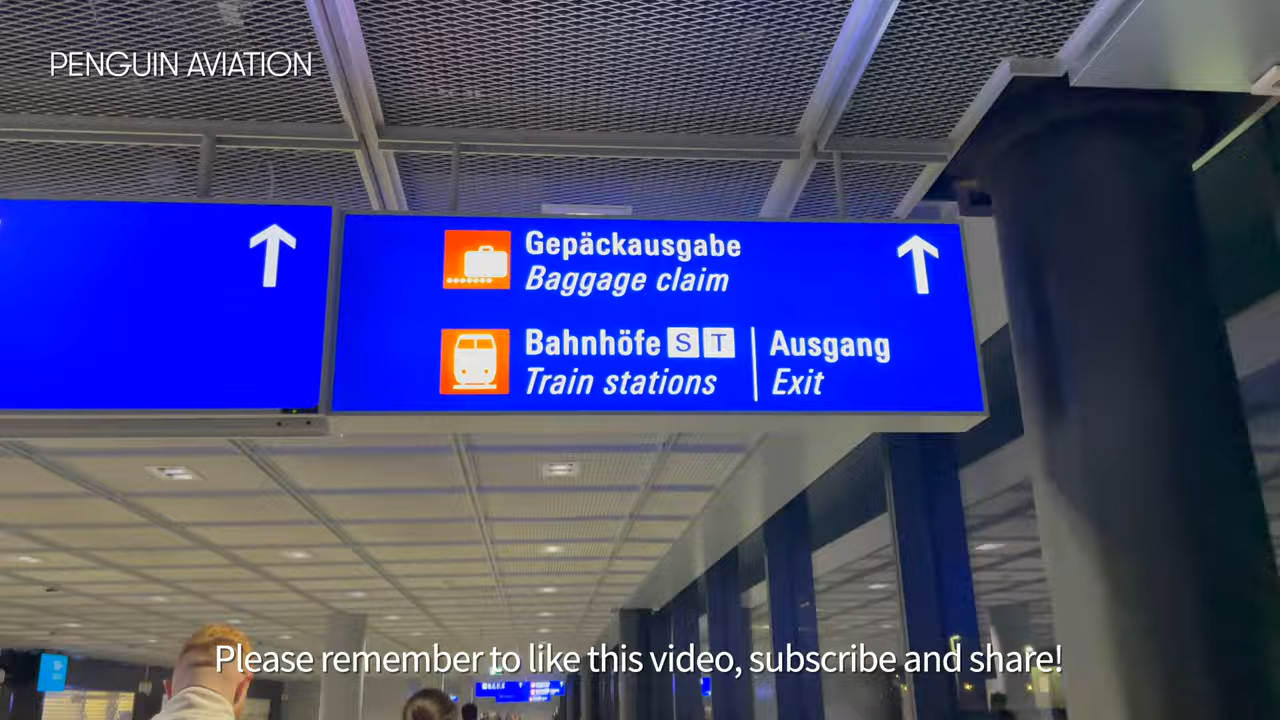 PENGUIN AVIATION
Gepäckausgabe
Baggage claim
Bahnhöfe S T
Train stations
Ausgang
Exit
Please remember to like this video, subscribe and share!